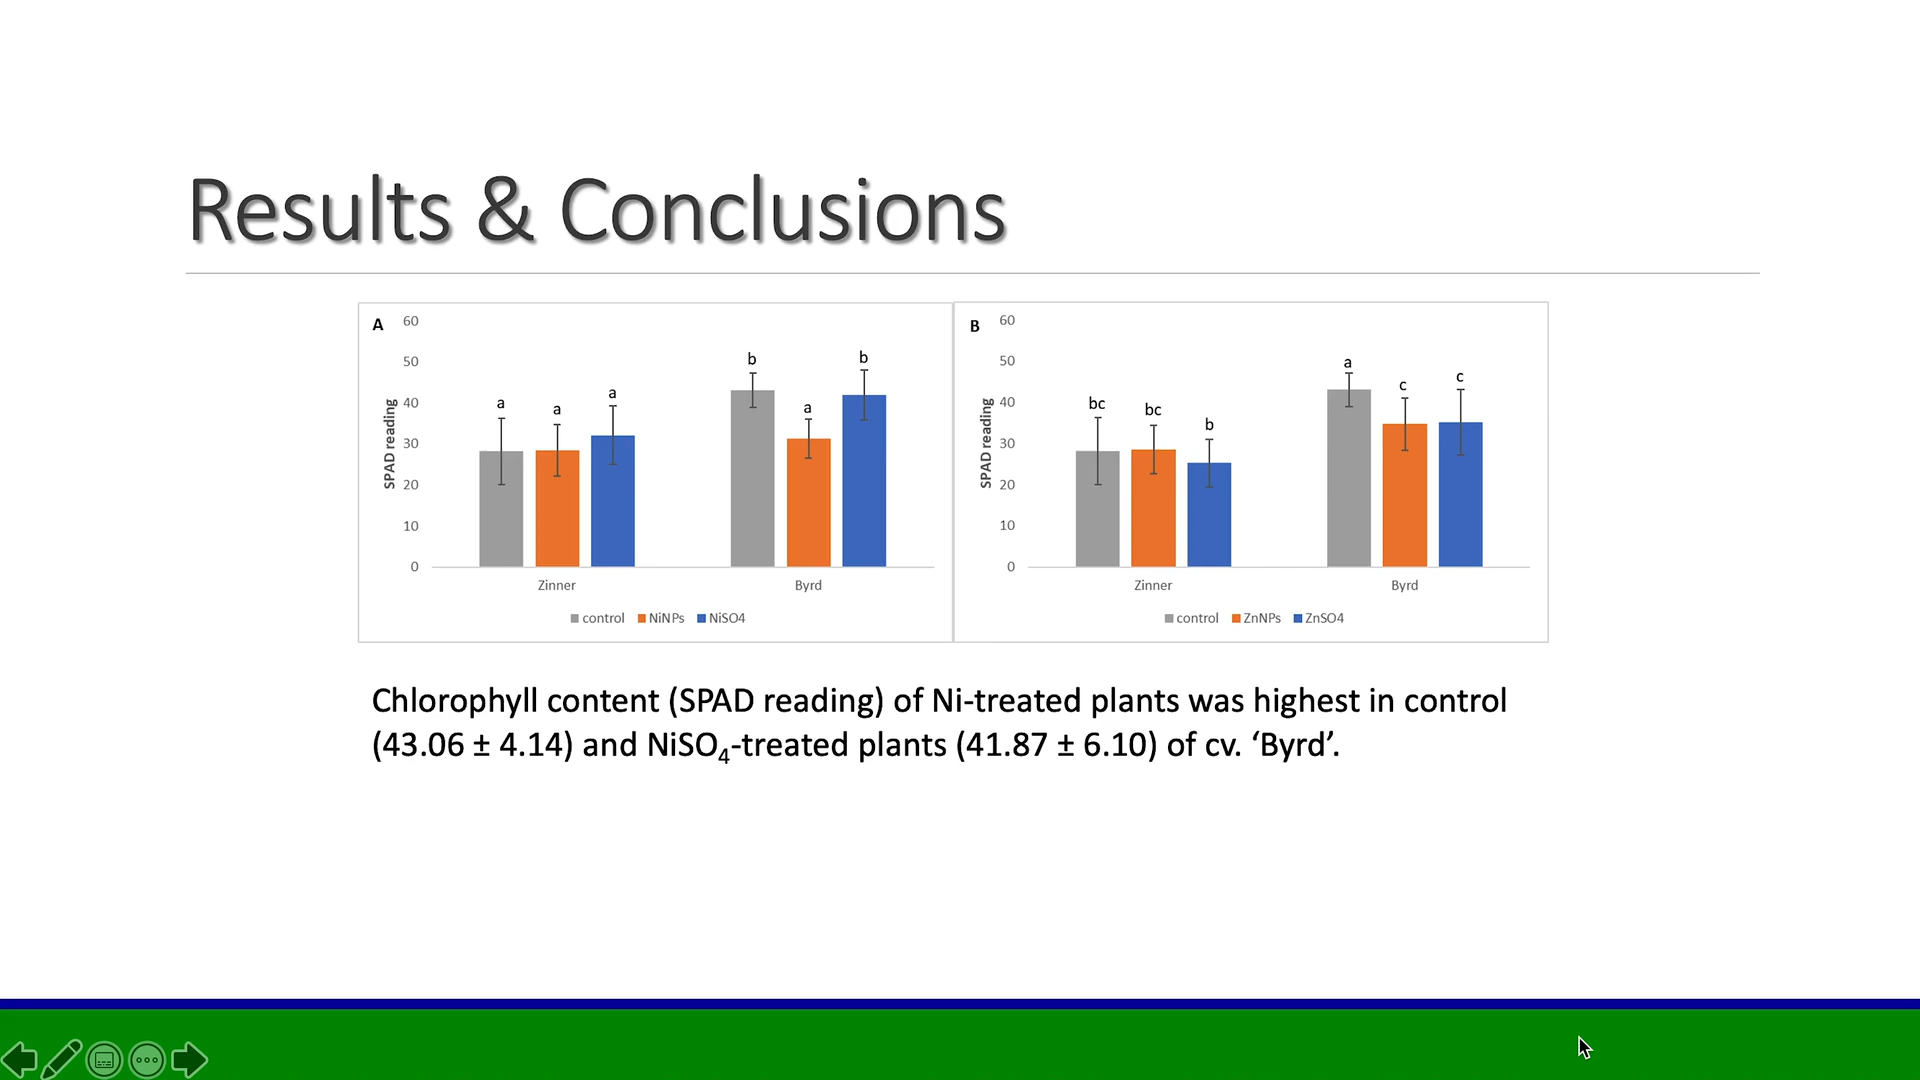 Results & Conclusions
A
60
50
40
30
20
10
0
SPAD reading
a
a
a
b
a
b
Zinner
Byrd
control NiNPs NiSO4
B
60
50
40
30
20
10
0
SPAD reading
bc
bc
b
a
c
c
Zinner
Byrd
control ZnNPs ZnSO4
Chlorophyll content (SPAD reading) of Ni-treated plants was highest in control
(43.06 ± 4.14) and NiSO₄-treated plants (41.87 ± 6.10) of cv. ‘Byrd’.